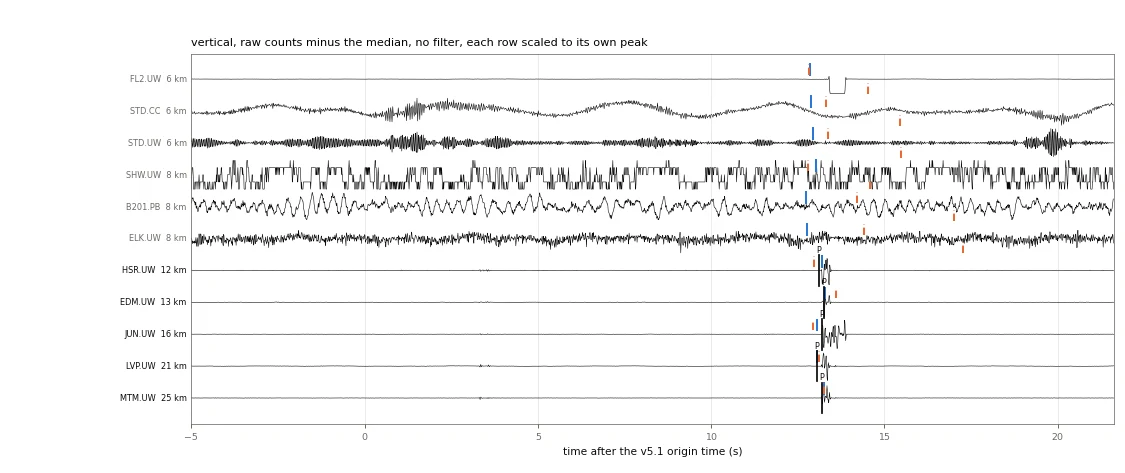 vertical, raw counts minus the median, no filter, each row scaled to its own peak
FL2.UW 6 km
STD.CC 6 km
STD.UW 6 km
SHW.UW 8 km
B201.PB 8 km
ELK.UW 8 km
P
HSR.UW 12 km
P
EDM.UW 13 km
P
JUN.UW 16 km
P
LVP.UW 21 km
P
MTM.UW 25 km
−5 0 5 10 15 20
time after the v5.1 origin time (s)